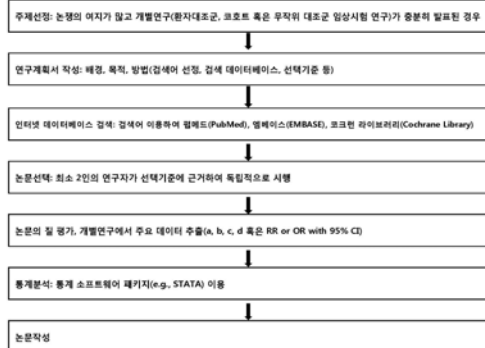 주제선정: 논쟁의 여지가 많고 개별연구(환자대조군, 코호트 혹은 무작위 대조군 임상시험 연구)가 충분히 발표된 경우
연구계획서 작성: 배경, 목적, 방법(검색어 선정, 검색 데이터베이스, 선택기준 등)
인터넷 데이터베이스 검색: 검색어 이용하여 펍메드(PubMed), 엠베이스(EMBASE), 코크런 라이브러리(Cochrane Library)
논문선택: 최소 2인의 연구자가 선택기준에 근거하여 독립적으로 시행
논문의 질 평가, 개별연구에서 주요 데이터 추출(a, b, c, d 혹은 RR or OR with 95% CI)
통계분석: 통계 소프트웨어 패키지(e.g., STATA) 이용
논문작성